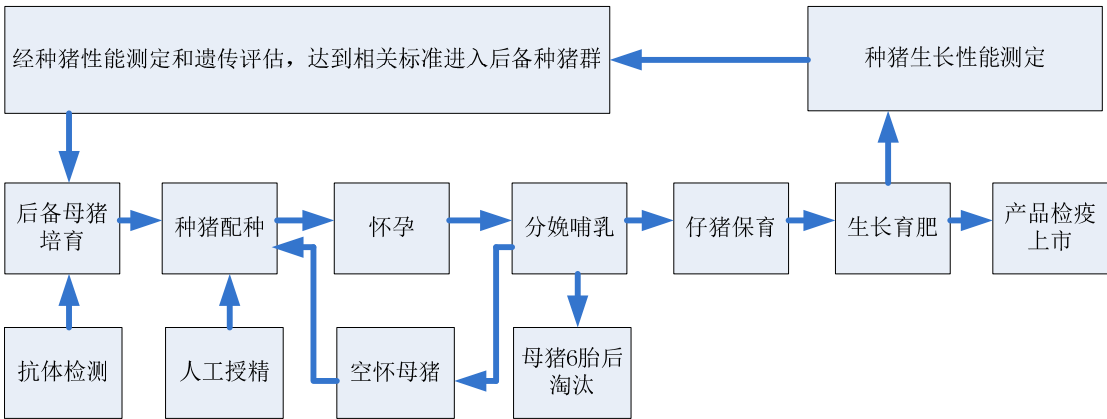 经种猪性能测定和遗传评估，达到相关标准进入后备种猪群
种猪生长性能测定
后备母猪
培育
种猪配种
怀孕
分娩哺乳
仔猪保育
生长育肥
产品检疫
上市
抗体检测
人工授精
空怀母猪
母猪6胎后
淘汰